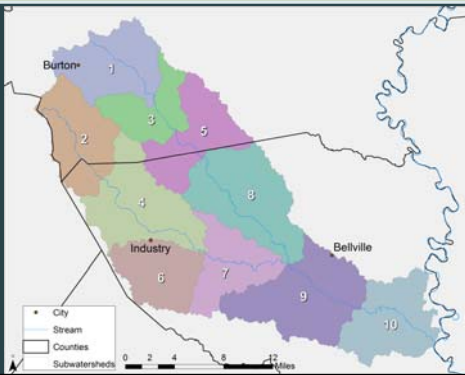 Burton
1
2
3
5
4
8
Industry
Bellville
6
7
9
10
City
Stream
Counties
Subwatersheds
0 2 4 8 12
Miles